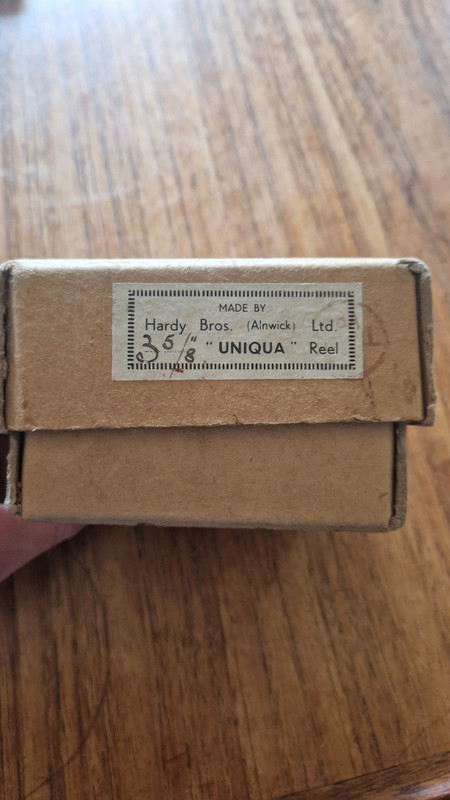 MADE BY
Hardy Bros. (Alnwick) Ltd.
3 5/8" "UNIQUA" Reel